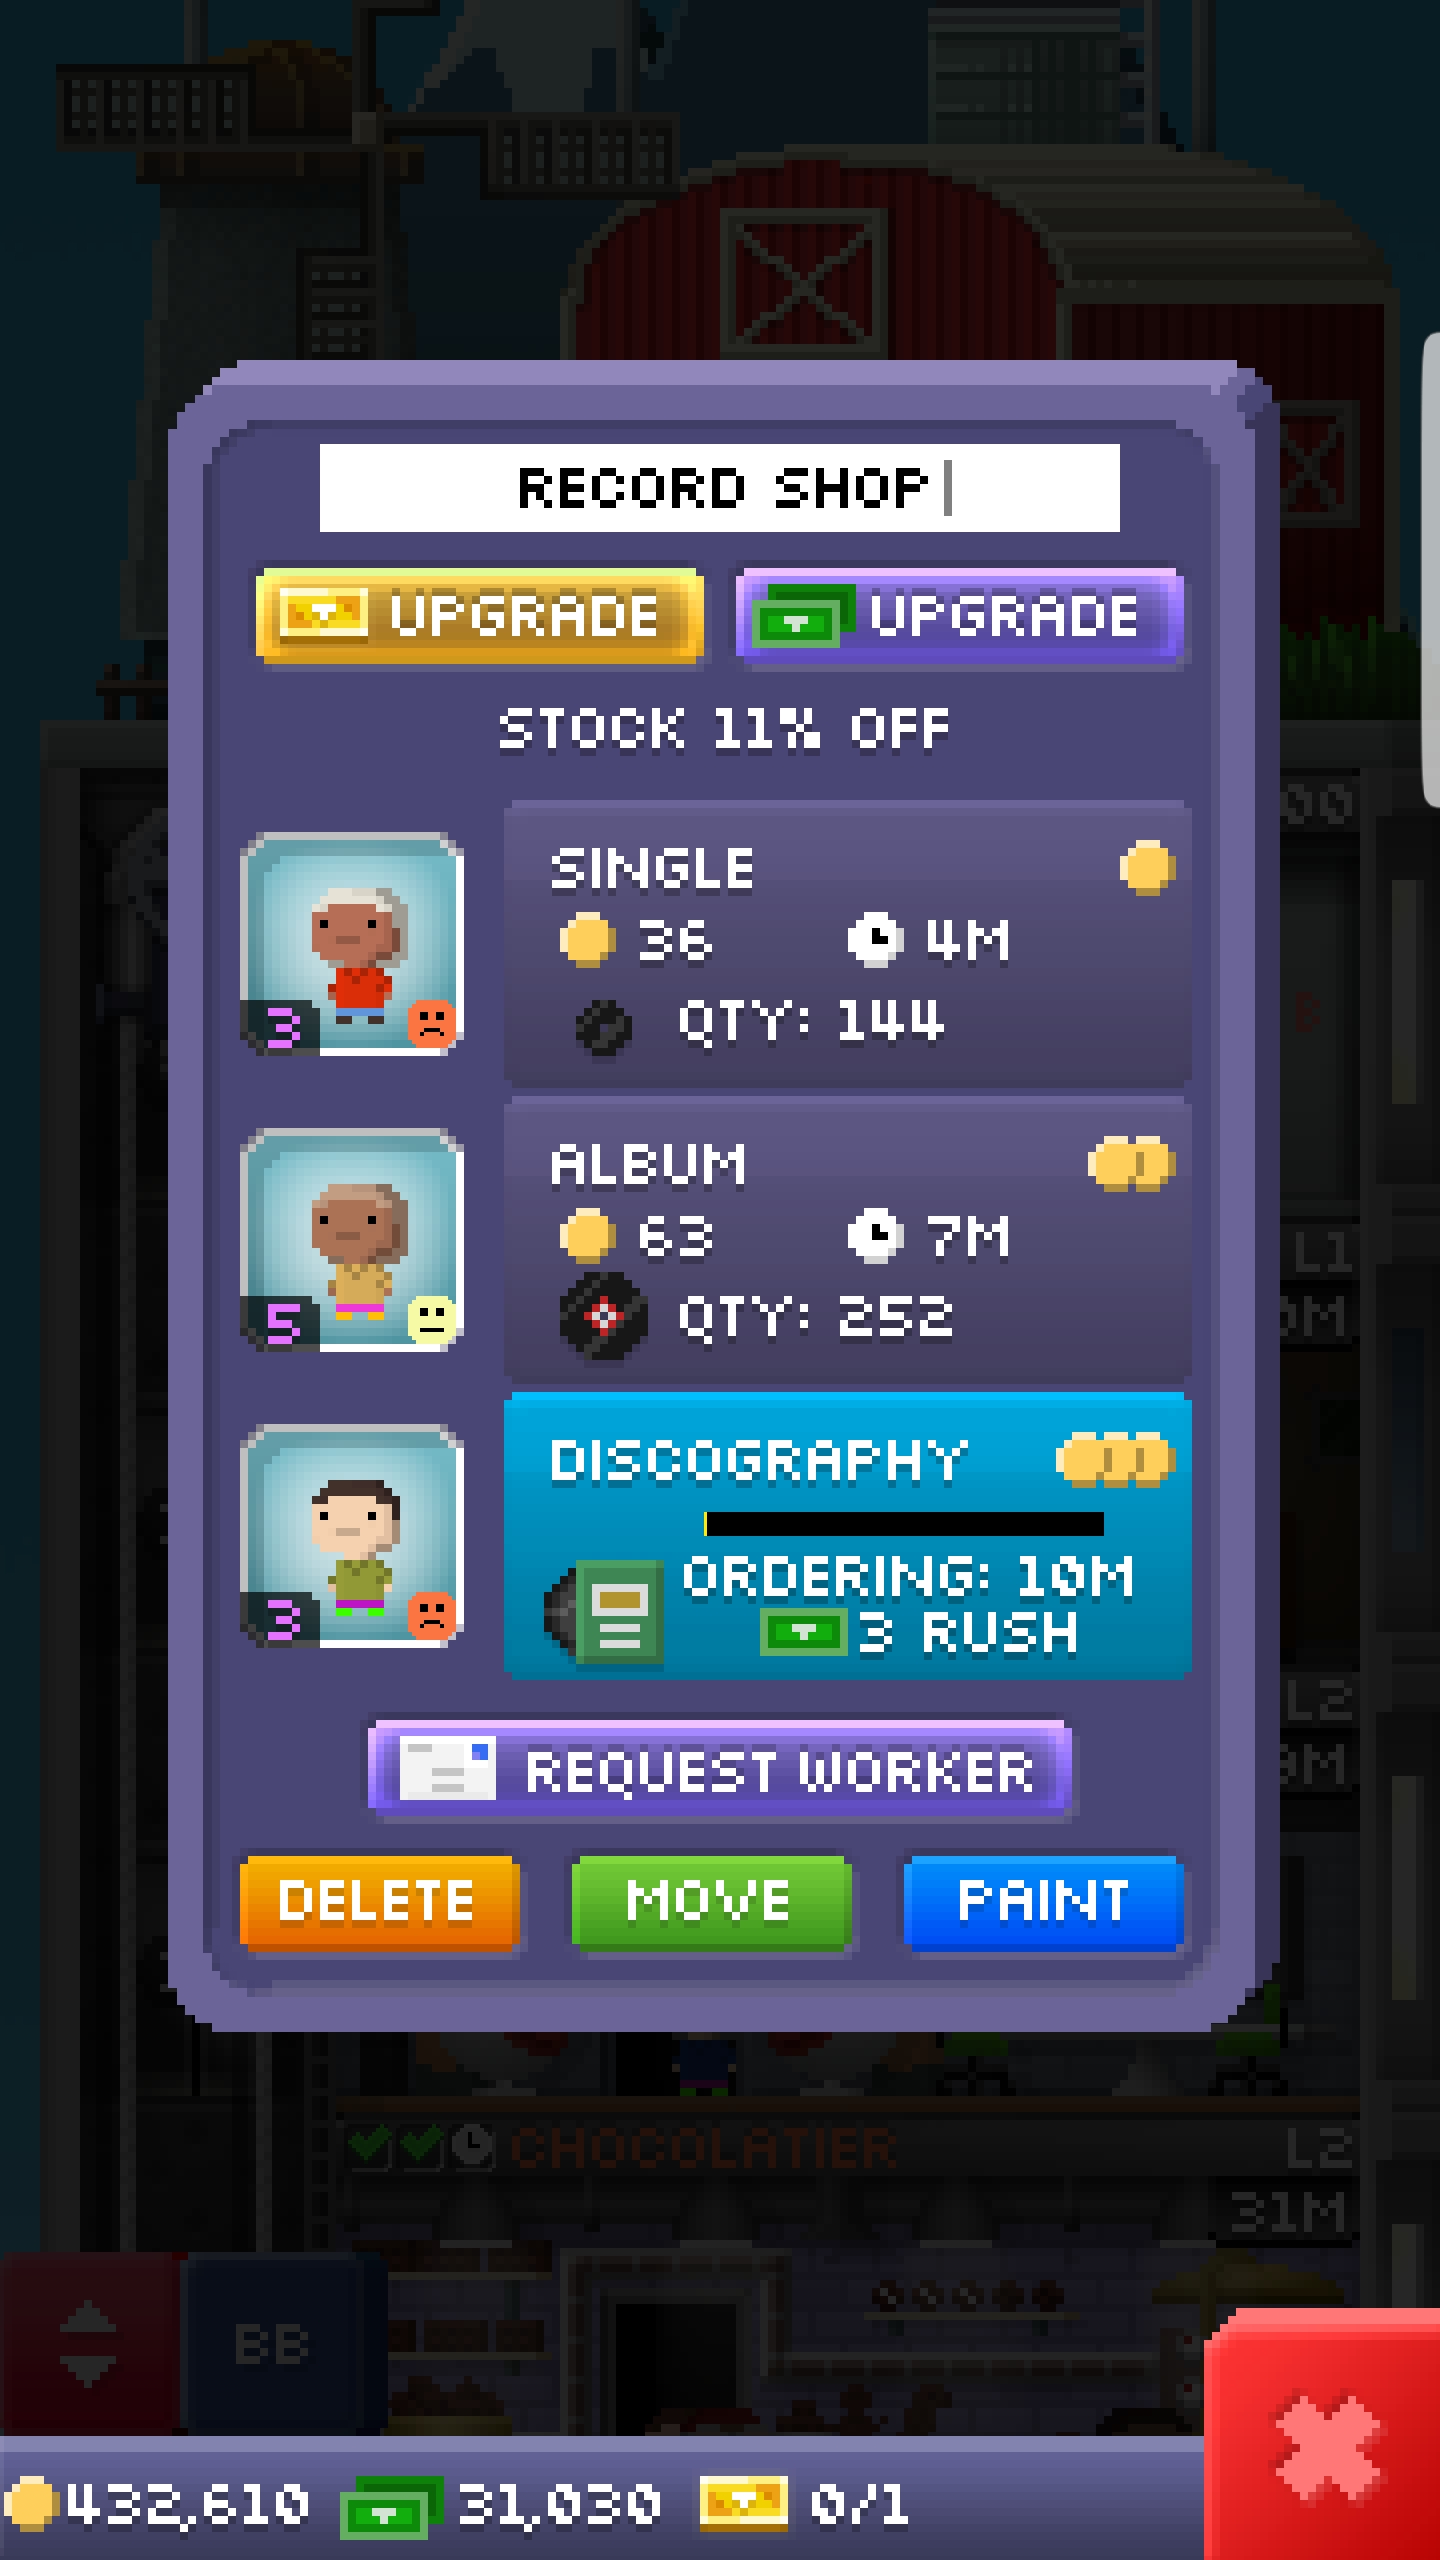 RECORD SHOP
UPGRADE UPGRADE
STOCK 11% OFF
SINGLE
36 4M
3 QTY: 144
ALBUM
63 7M
5 QTY: 252
DISCOGRAPHY
ORDERING: 10M
3 3 RUSH
REQUEST WORKER
DELETE MOVE PAINT
L1
L2
CHOCOLATIER L2
31M
BB
432,610 31,030 0/1